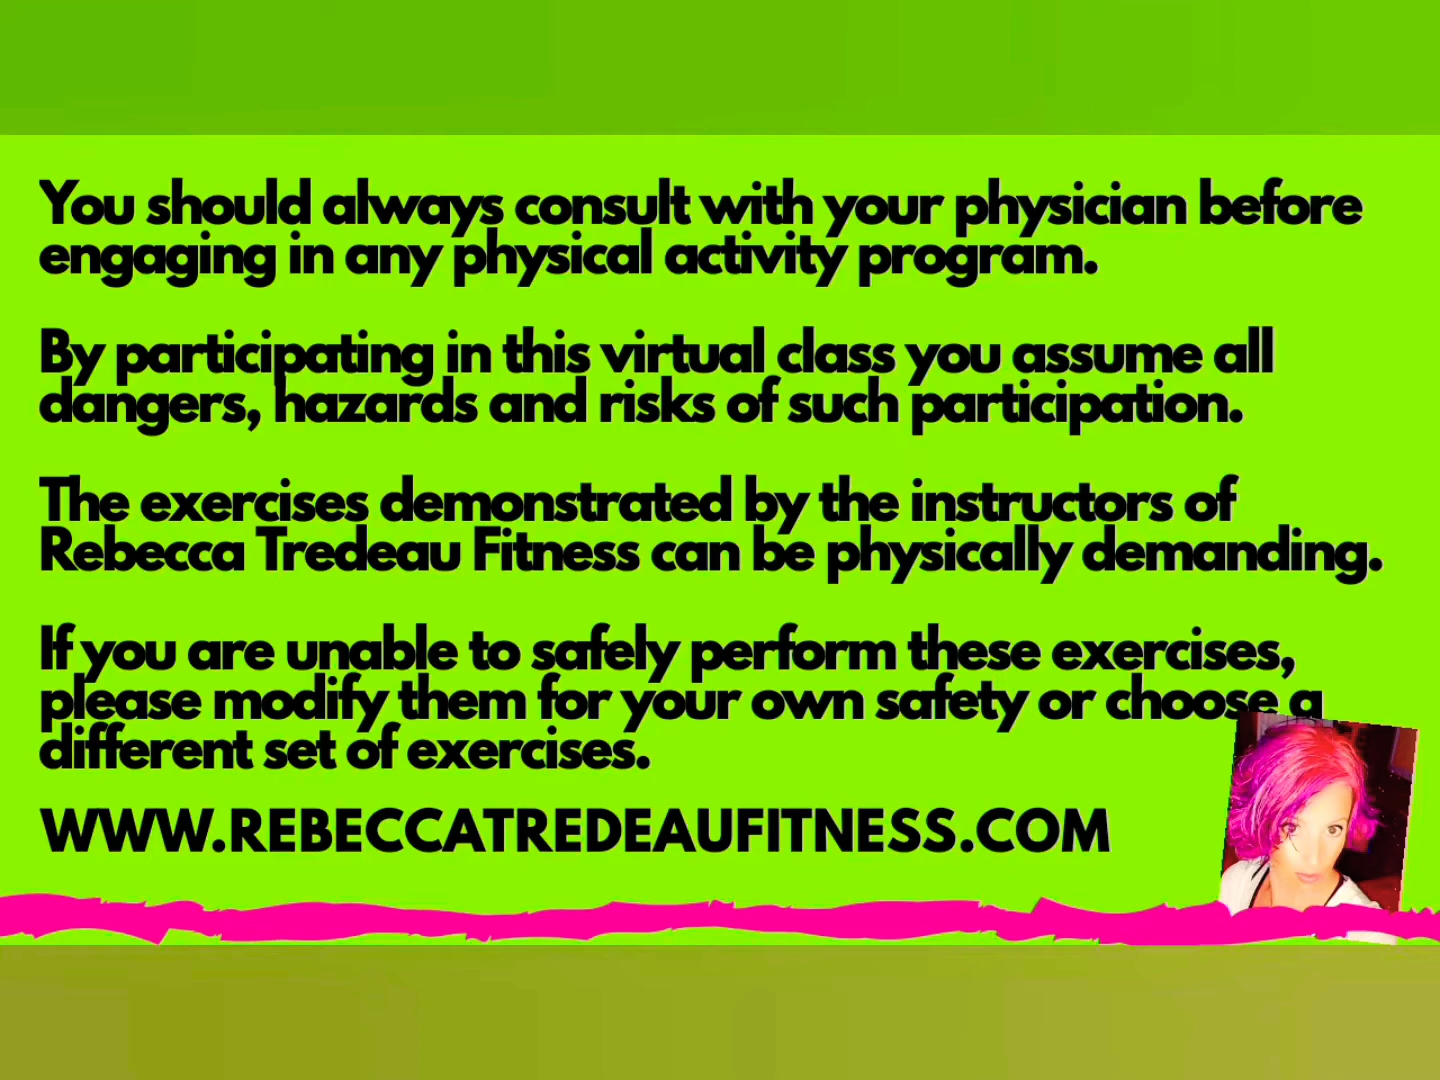 You should always consult with your physician before
engaging in any physical activity program.
By participating in this virtual class you assume all
dangers, hazards and risks of such participation.
The exercises demonstrated by the instructors of
Rebecca Tredeau Fitness can be physically demanding.
If you are unable to safely perform these exercises,
please modify them for your own safety or choose a
different set of exercises.
WWW.REBECCATREDEAUFITNESS.COM